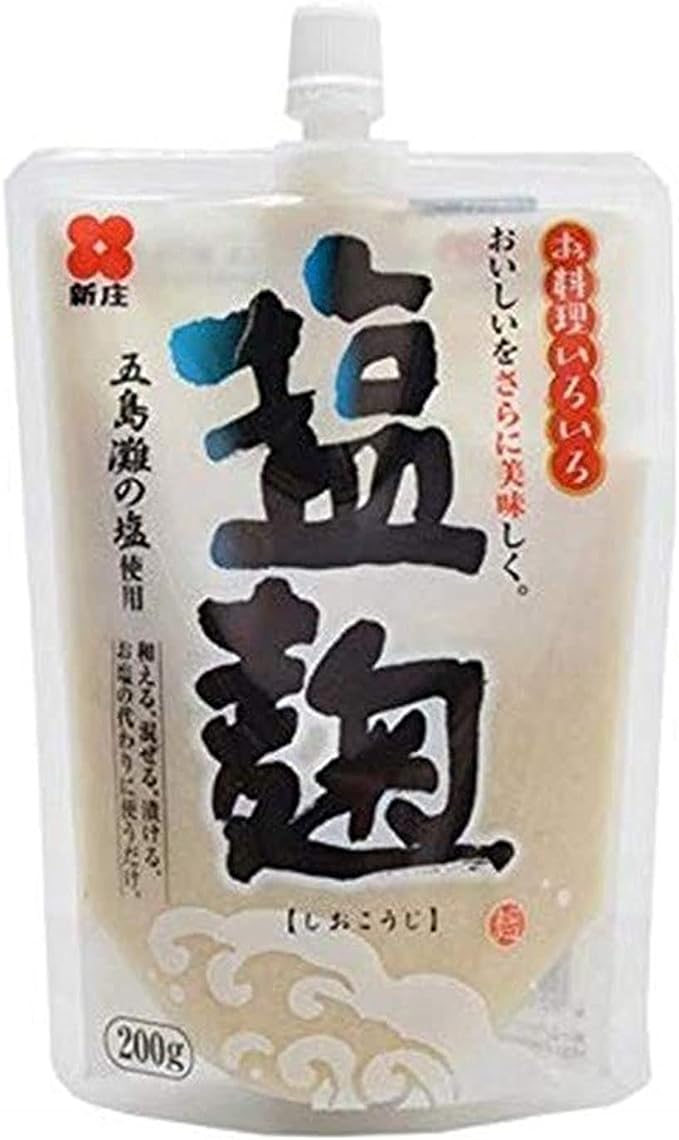 新庄
お料理いろいろ
おいしいをさらに美味しく。
塩麹
【しおこうじ】
五島灘の塩使用
和える、混ぜる、漬ける、
お塩の代わりに使うだけ。
200g